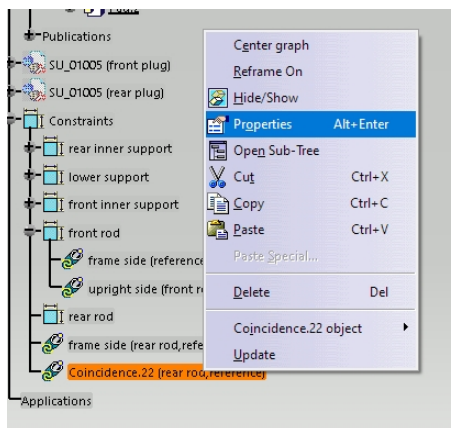 Publications
SU_01005 (front plug)
SU_01005 (rear plug)
Constraints
rear inner support
lower support
front inner support
front rod
frame side (reference
upright side (front r
rear rod
frame side (rear rod,refe
Coincidence.22 (rear rod,reference)
Applications
Center graph
Reframe On
Hide/Show
Properties Alt+Enter
Open Sub-Tree
Cut Ctrl+X
Copy Ctrl+C
Paste Ctrl+V
Paste Special...
Delete Del
Coincidence.22 object
Update